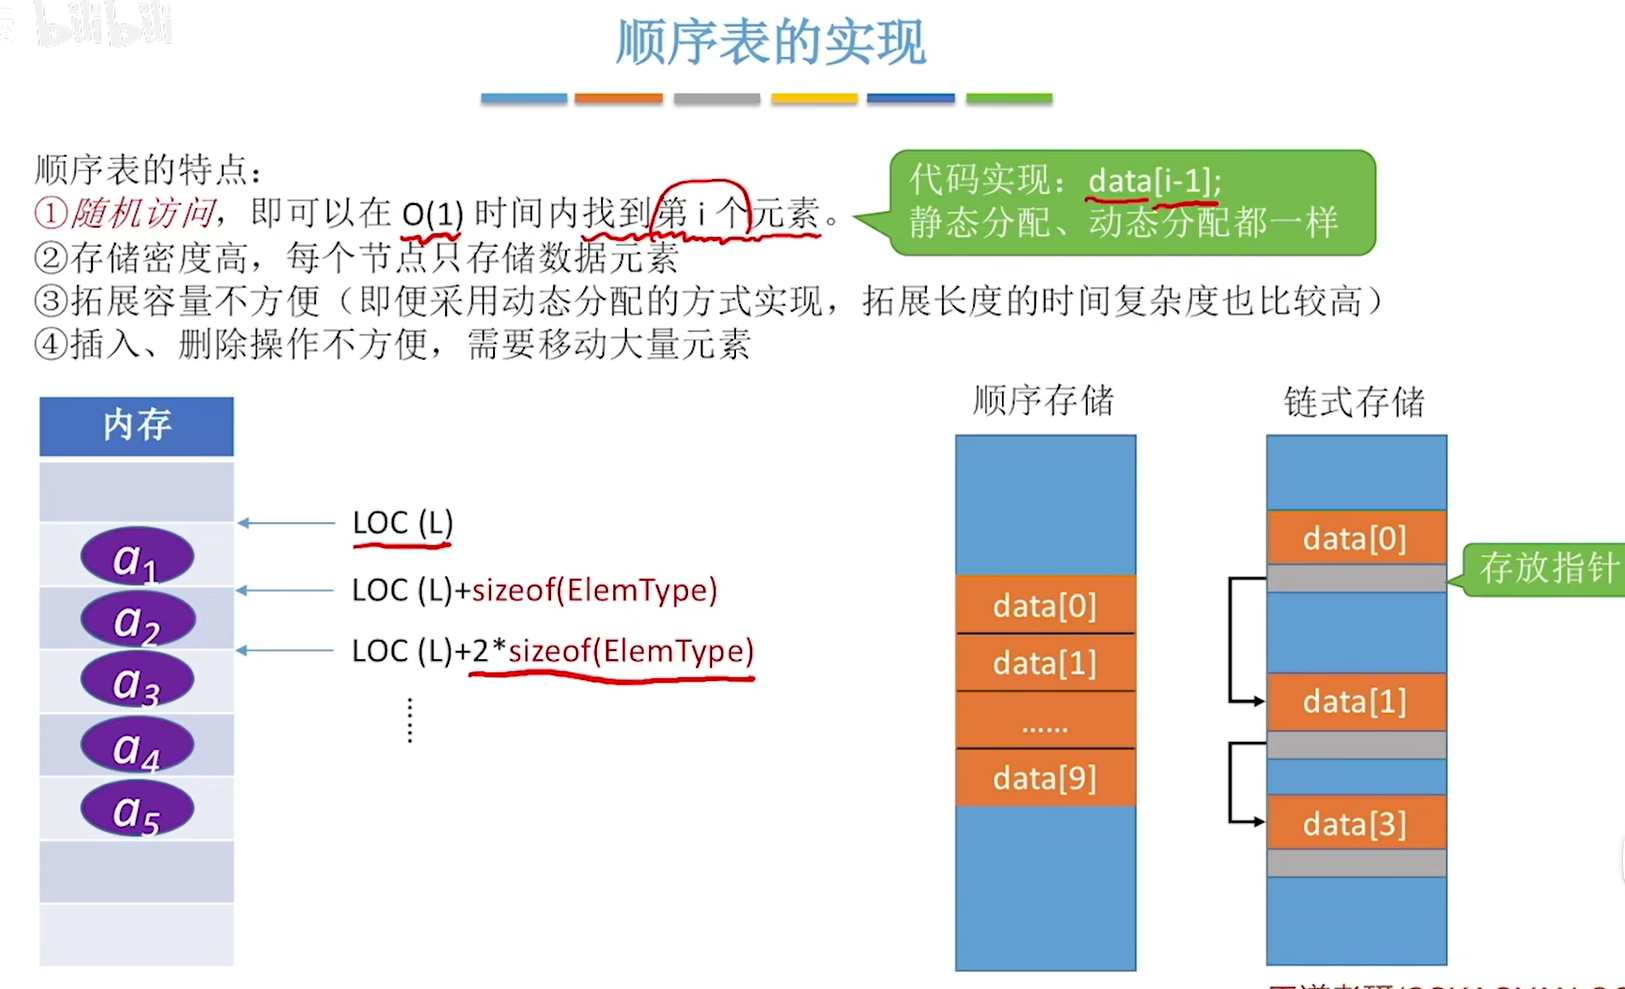 bilibili
顺序表的实现
顺序表的特点：
①随机访问，即可以在 O(1) 时间内找到第 i 个元素。
代码实现：data[i-1];
静态分配、动态分配都一样
②存储密度高，每个节点只存储数据元素
③拓展容量不方便（即便采用动态分配的方式实现，拓展长度的时间复杂度也比较高）
④插入、删除操作不方便，需要移动大量元素
内存
a1
a2
a3
a4
a5
LOC (L)
LOC (L)+sizeof(ElemType)
LOC (L)+2*sizeof(ElemType)
······
顺序存储
data[0]
data[1]
……
data[9]
链式存储
data[0]
存放指针
data[1]
data[3]